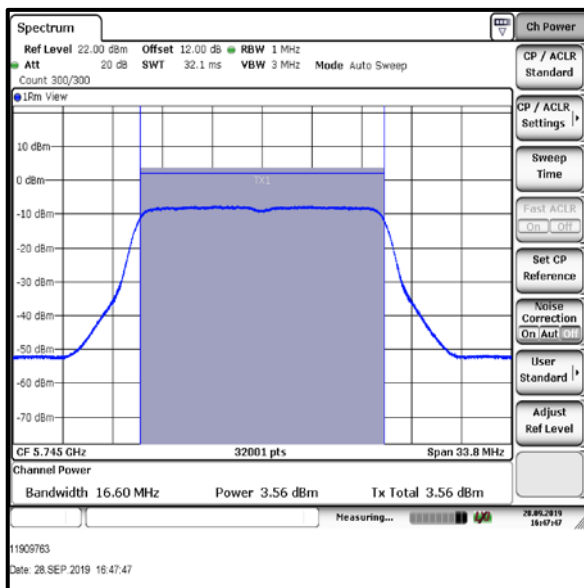 Spectrum
Ref Level 22.00 dBm Offset 12.00 dB RBW 1 MHz
Att 20 dB SWT 32.1 ms VBW 3 MHz Mode Auto Sweep
Count 300/300
1Rm View
10 dBm
0 dBm
TX1
-10 dBm
-20 dBm
-30 dBm
-40 dBm
-50 dBm
-60 dBm
-70 dBm
CF 5.745 GHz 32001 pts Span 33.8 MHz
Channel Power
Bandwidth 16.60 MHz Power 3.56 dBm Tx Total 3.56 dBm
Measuring...
28.09.2019
16:47:47
Ch Power
CP / ACLR
Standard
CP / ACLR
Settings
Sweep
Time
Fast ACLR
On Off
Set CP
Reference
Noise
Correction
On Aut Off
User
Standard
Adjust
Ref Level
11909763
Date: 28.SEP.2019 16:47:47